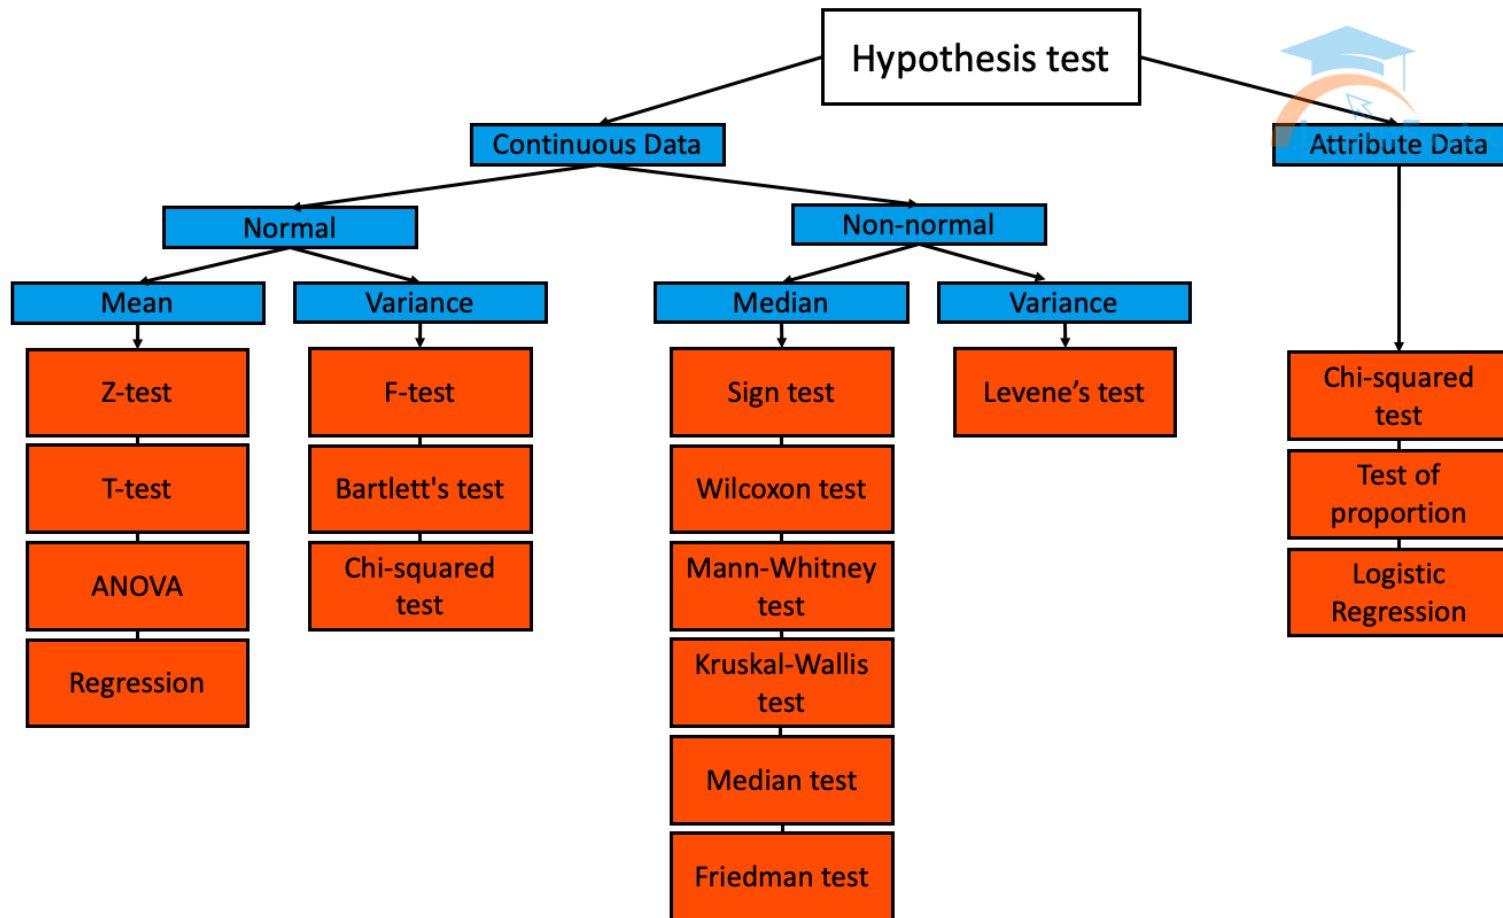 Hypothesis test
Continuous Data
Attribute Data
Normal
Non-normal
Mean
Variance
Median
Variance
Z-test
T-test
ANOVA
Regression
F-test
Bartlett's test
Chi-squared
test
Sign test
Wilcoxon test
Mann-Whitney
test
Kruskal-Wallis
test
Median test
Friedman test
Levene’s test
Chi-squared
test
Test of
proportion
Logistic
Regression